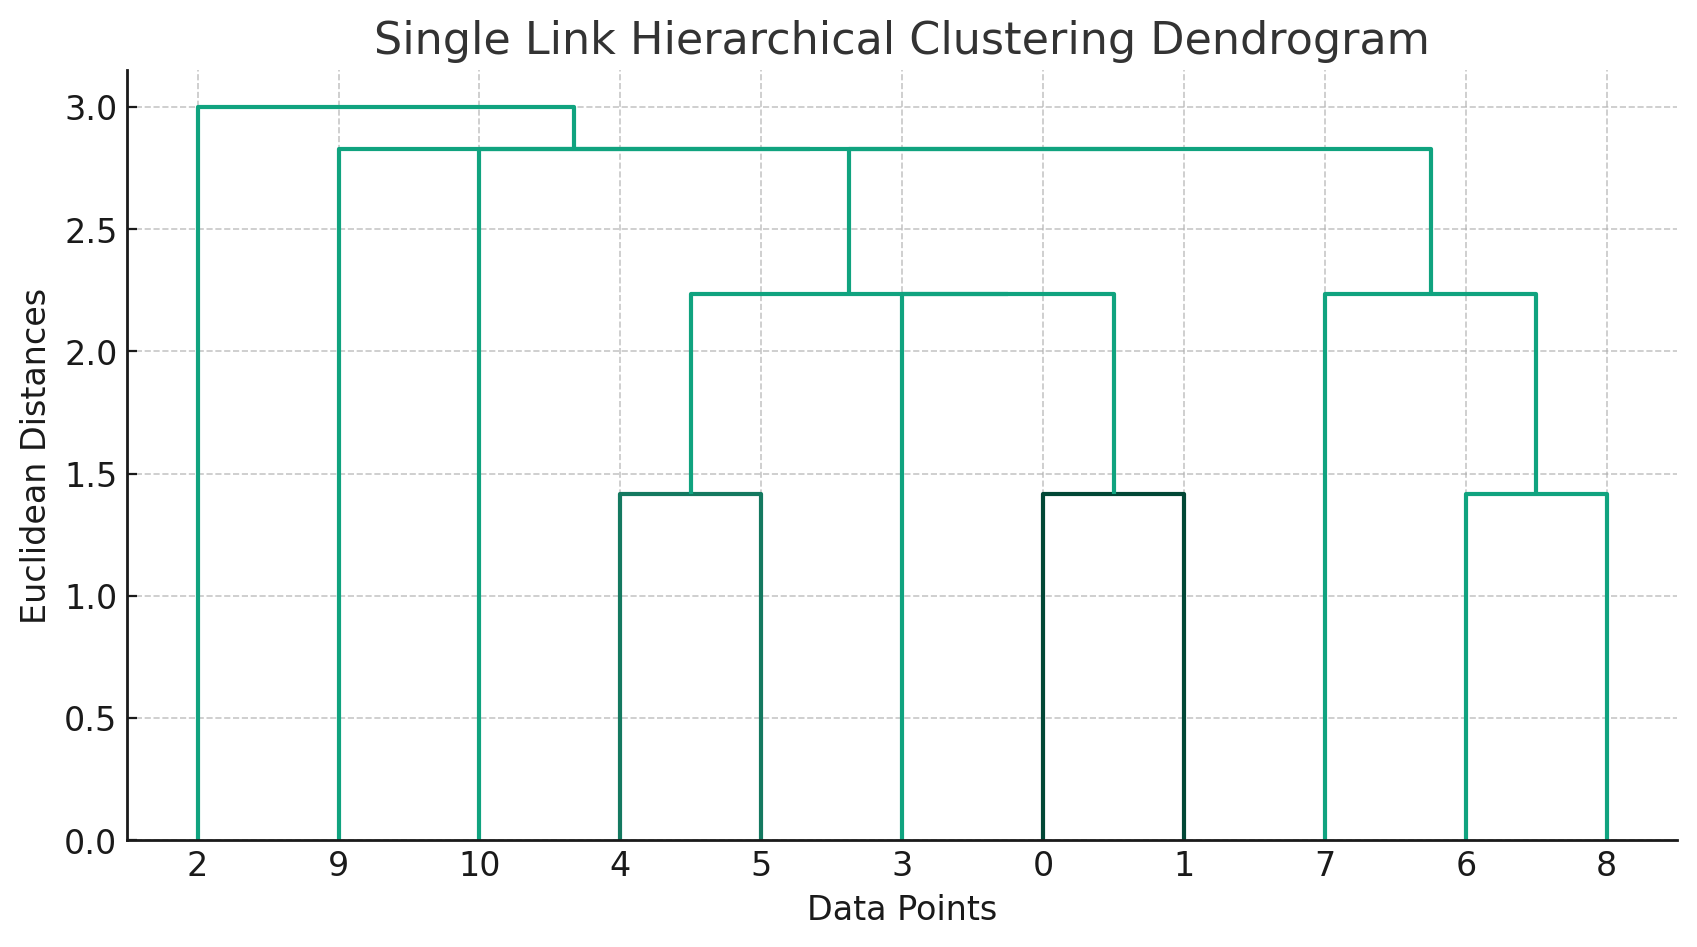 Single Link Hierarchical Clustering Dendrogram
Euclidean Distances
3.0
2.5
2.0
1.5
1.0
0.5
0.0
2 9 10 4 5 3 0 1 7 6 8
Data Points